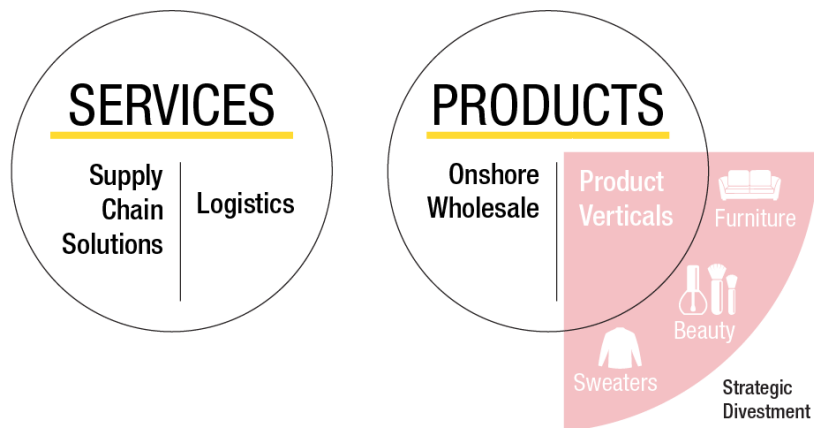 SERVICES
Supply
Chain
Solutions
Logistics
PRODUCTS
Onshore
Wholesale
Product
Verticals
Furniture
Beauty
Sweaters
Strategic
Divestment